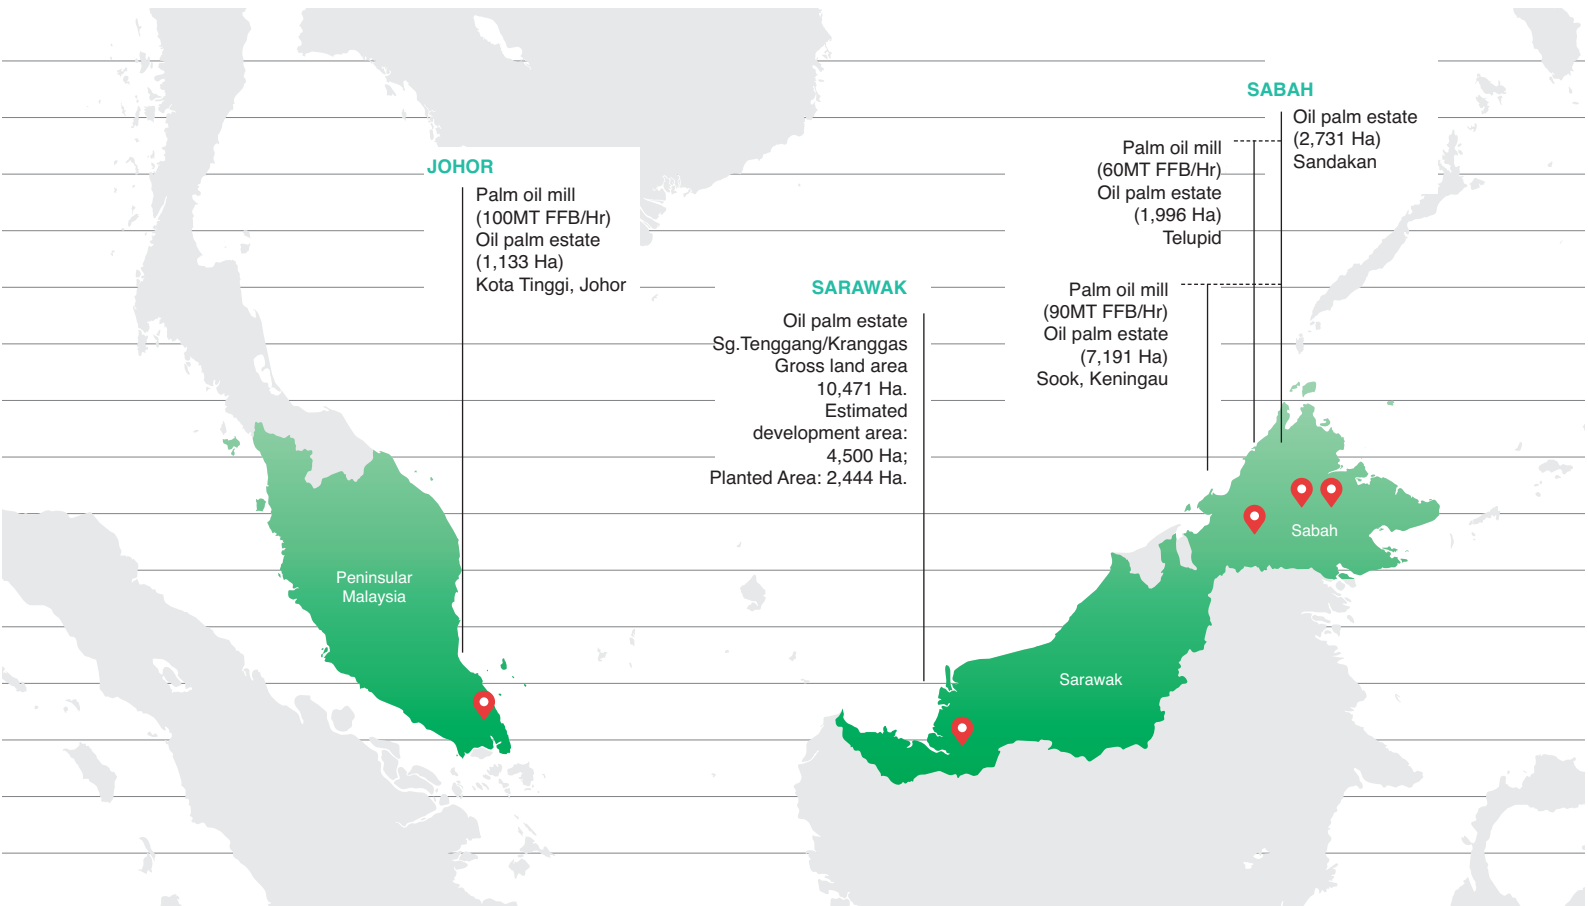 JOHOR
Palm oil mill
(100MT FFB/Hr)
Oil palm estate
(1,133 Ha)
Kota Tinggi, Johor
SARAWAK
Oil palm estate
Sg.Tenggang/Kranggas
Gross land area
10,471 Ha.
Estimated
development area:
4,500 Ha;
Planted Area: 2,444 Ha.
SABAH
Oil palm estate
(2,731 Ha)
Sandakan
Palm oil mill
(60MT FFB/Hr)
Oil palm estate
(1,996 Ha)
Telupid
Palm oil mill
(90MT FFB/Hr)
Oil palm estate
(7,191 Ha)
Sook, Keningau
Peninsular
Malaysia
Sarawak
Sabah